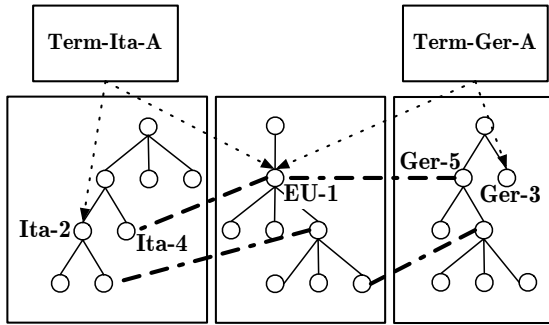 Term-Ita-A
Term-Ger-A
Ger-5
EU-1
Ger-3
Ita-2
Ita-4